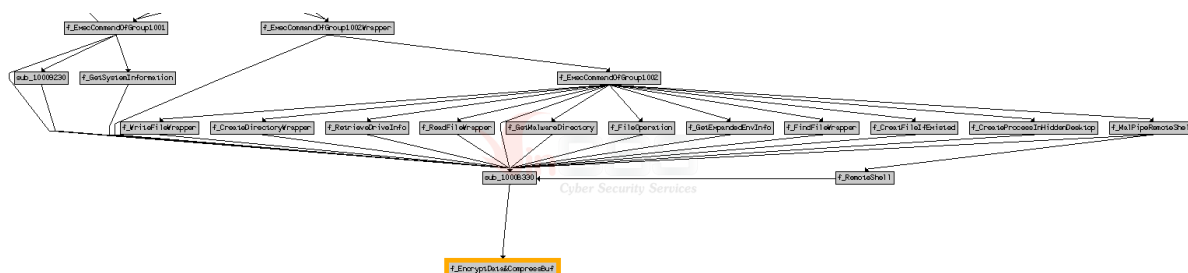 f_ExecCommandOfGroup1001 f_ExecCommandOfGroup1002Wrapper
sub_10009230 f_GetSystemInformation f_ExecCommandOfGroup1002
f_WriteFileWrapper f_CreateDirectoryWrapper f_RetrieveDriveInfo f_ReadFileWrapper f_GetMalwareDirectory f_FileOperation f_GetExpandedEnvInfo f_FindFileWrapper f_CreatFileIfExisted f_CreateProcessInHiddenDesktop f_MalPipeRemoteShel
sub_1000B330 f_RemoteShell
Cyber Security Services
f_EncryptData&CompressBuf